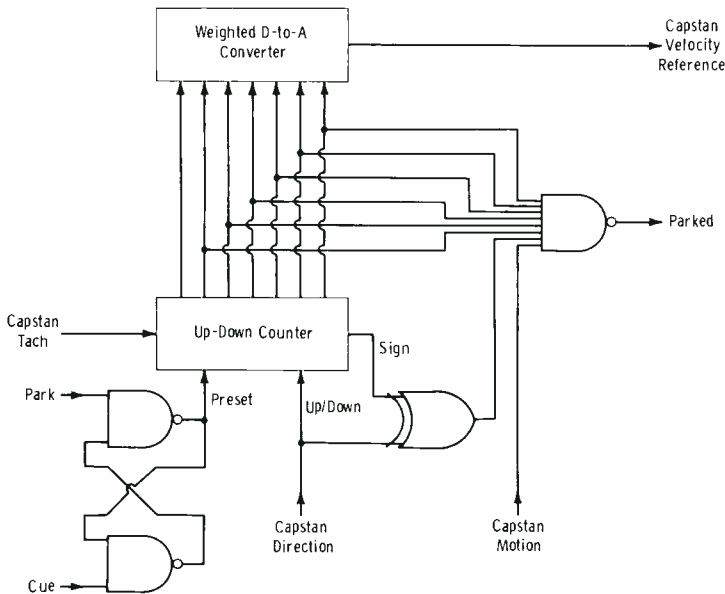 Weighted D-to-A
Converter
Capstan
Velocity
Reference
Parked
Capstan
Tach
Up-Down Counter
Sign
Park
Preset
Up/Down
Capstan
Direction
Capstan
Motion
Cue